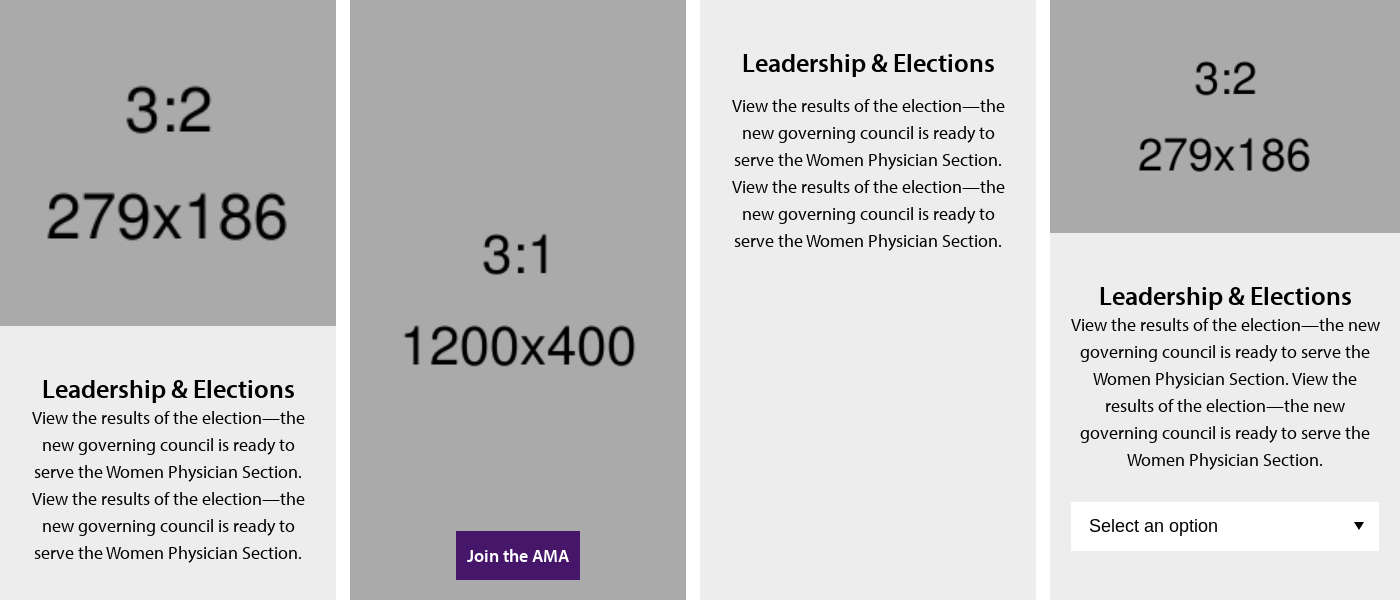 3:2
279x186
Leadership & Elections
View the results of the election—the
new governing council is ready to
serve the Women Physician Section.
View the results of the election—the
new governing council is ready to
serve the Women Physician Section.
3:1
1200x400
Join the AMA
Leadership & Elections
View the results of the election—the
new governing council is ready to
serve the Women Physician Section.
View the results of the election—the
new governing council is ready to
serve the Women Physician Section.
3:2
279x186
Leadership & Elections
View the results of the election—the new
governing council is ready to serve the
Women Physician Section. View the
results of the election—the new
governing council is ready to serve the
Women Physician Section.
Select an option